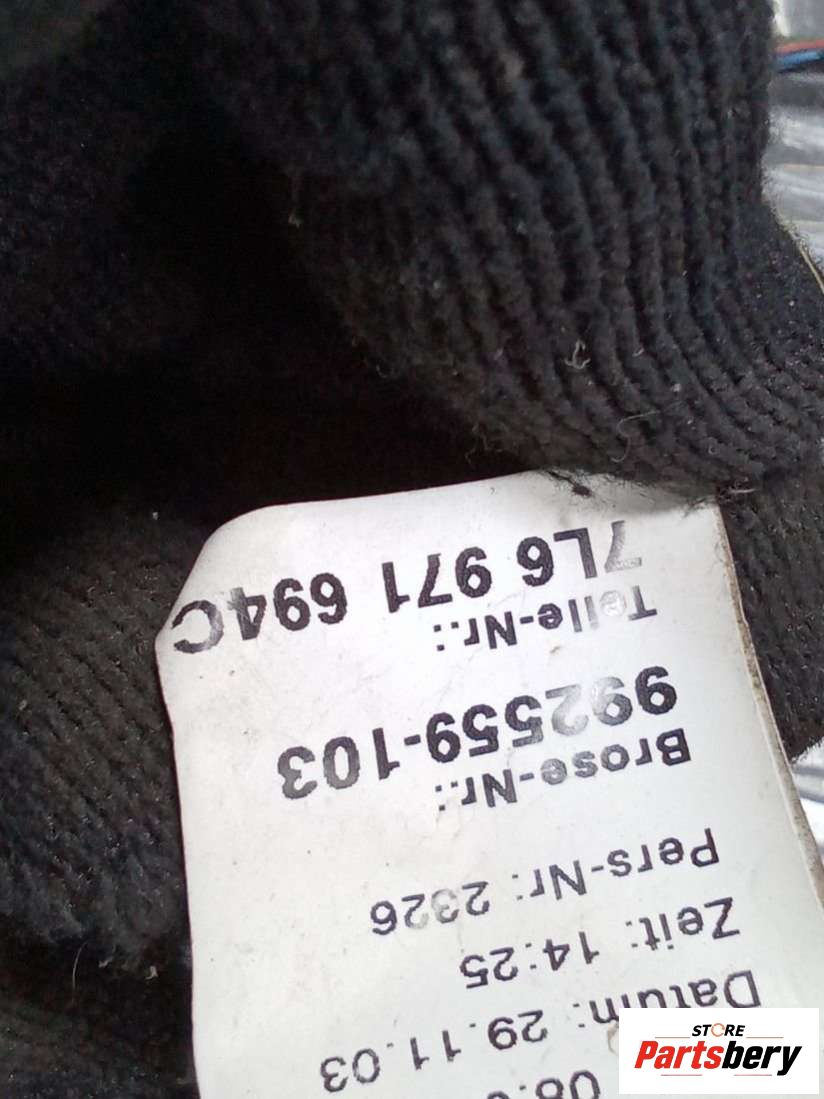 Datum: 29.11.03
Zeit: 14:25
Pers-Nr: 2326
Brose-Nr.:
992559-103
Teile-Nr.:
7L6 971 694C
STORE
Partsbery